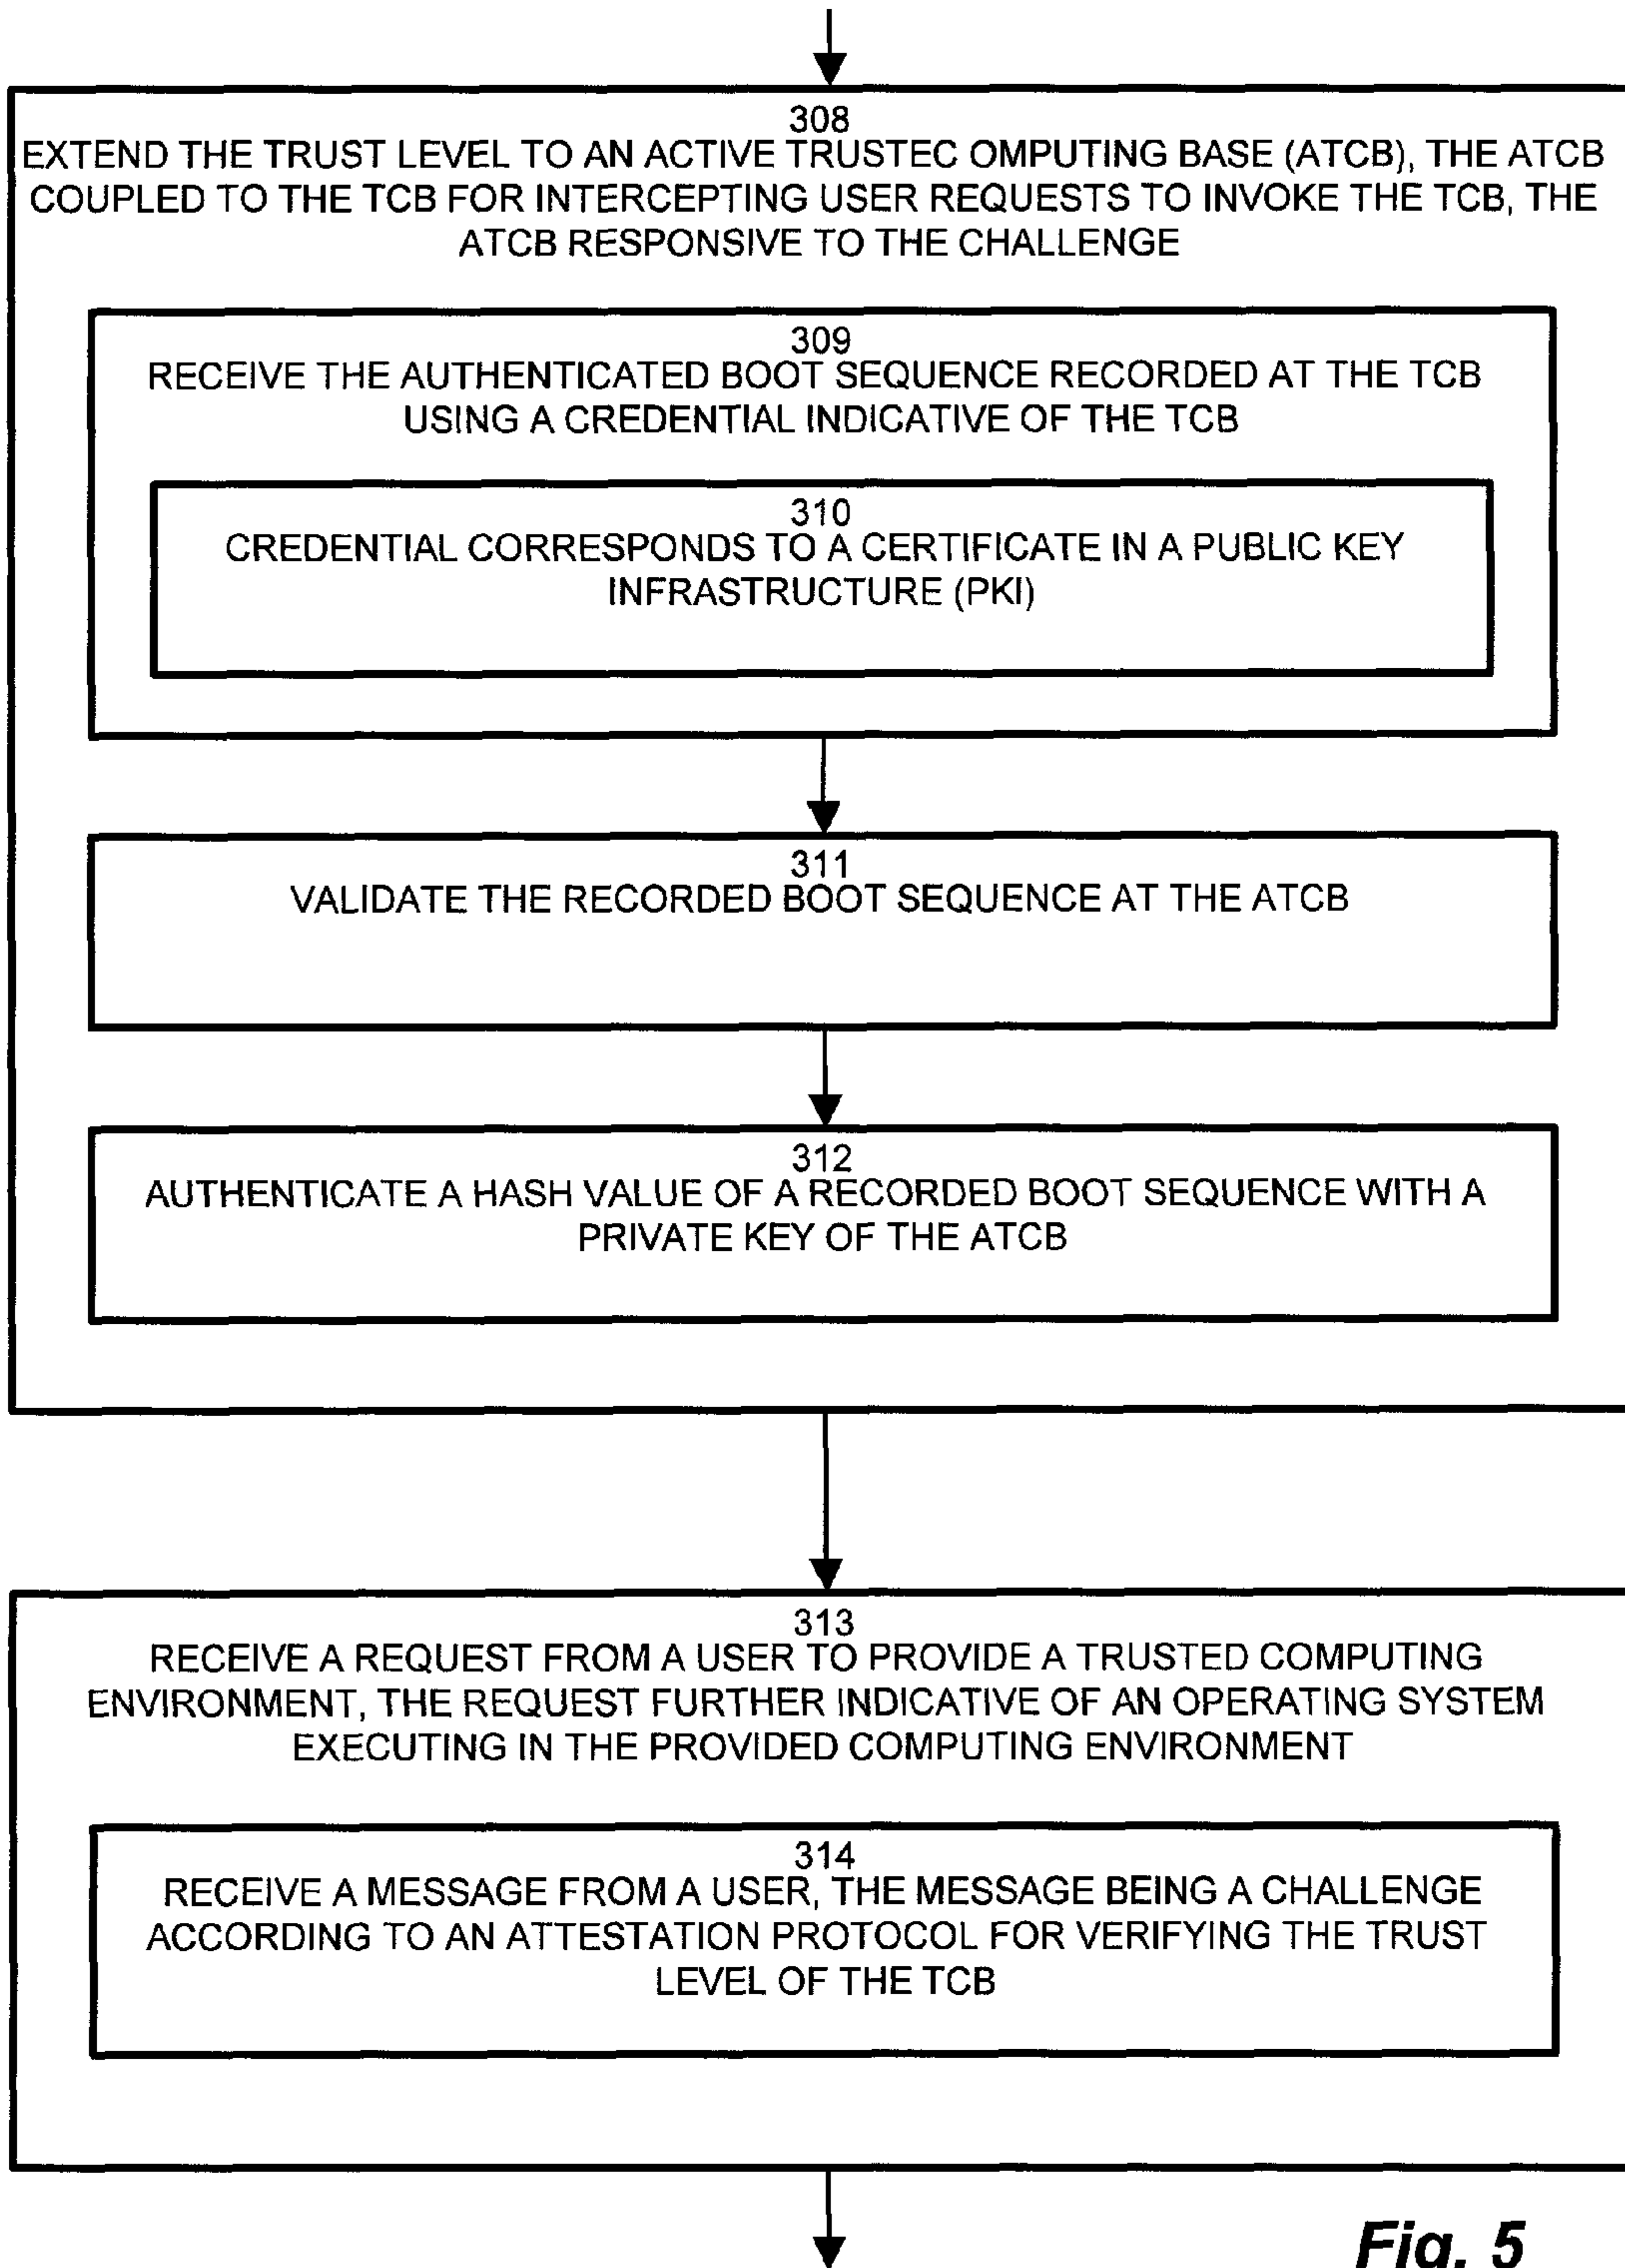 308
EXTEND THE TRUST LEVEL TO AN ACTIVE TRUSTEC OMPUTING BASE (ATCB), THE ATCB
COUPLED TO THE TCB FOR INTERCEPTING USER REQUESTS TO INVOKE THE TCB, THE
ATCB RESPONSIVE TO THE CHALLENGE
309
RECEIVE THE AUTHENTICATED BOOT SEQUENCE RECORDED AT THE TCB
USING A CREDENTIAL INDICATIVE OF THE TCB
310
CREDENTIAL CORRESPONDS TO A CERTIFICATE IN A PUBLIC KEY
INFRASTRUCTURE (PKI)
311
VALIDATE THE RECORDED BOOT SEQUENCE AT THE ATCB
312
AUTHENTICATE A HASH VALUE OF A RECORDED BOOT SEQUENCE WITH A
PRIVATE KEY OF THE ATCB
313
RECEIVE A REQUEST FROM A USER TO PROVIDE A TRUSTED COMPUTING
ENVIRONMENT, THE REQUEST FURTHER INDICATIVE OF AN OPERATING SYSTEM
EXECUTING IN THE PROVIDED COMPUTING ENVIRONMENT
314
RECEIVE A MESSAGE FROM A USER, THE MESSAGE BEING A CHALLENGE
ACCORDING TO AN ATTESTATION PROTOCOL FOR VERIFYING THE TRUST
LEVEL OF THE TCB
Fig. 5